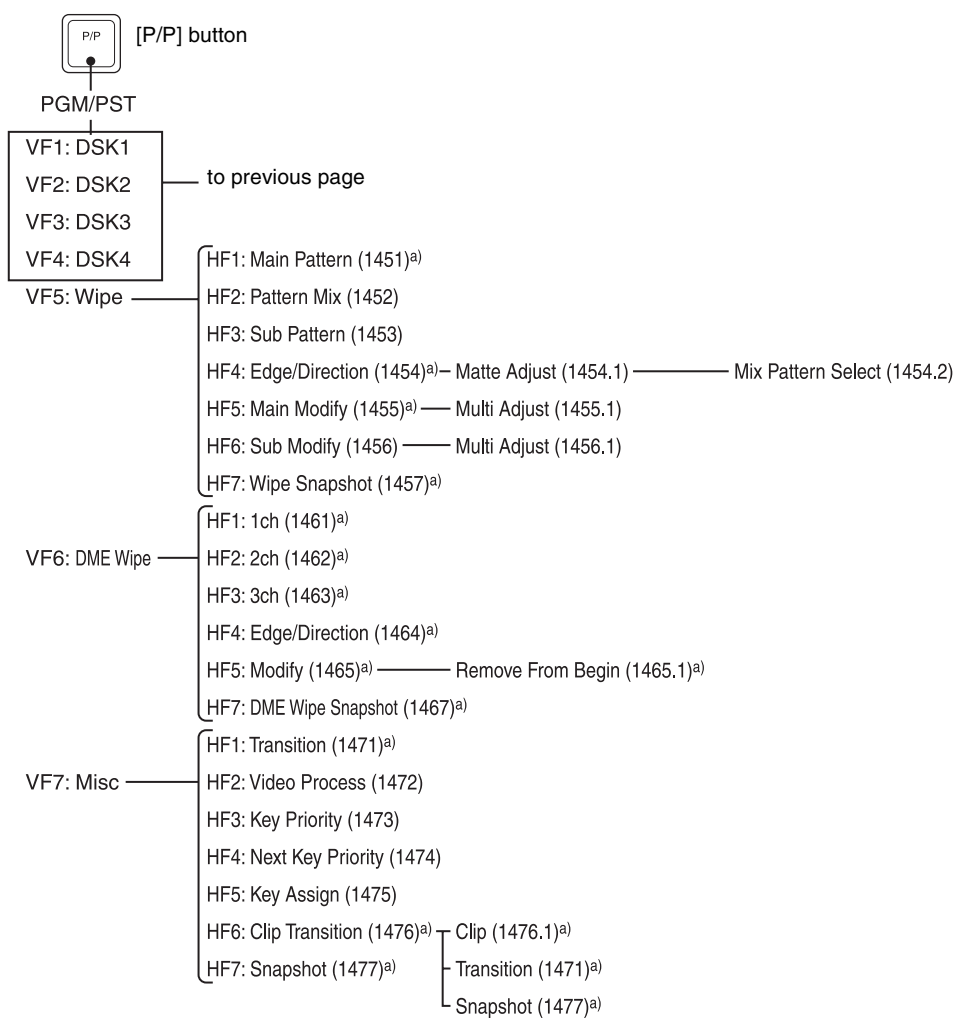 P/P
[P/P] button
PGM/PST
VF1: DSK1
VF2: DSK2
to previous page
VF3: DSK3
VF4: DSK4
VF5: Wipe
HF1: Main Pattern (1451)a)
HF2: Pattern Mix (1452)
HF3: Sub Pattern (1453)
HF4: Edge/Direction (1454)a) Matte Adjust (1454.1) Mix Pattern Select (1454.2)
HF5: Main Modify (1455)a) Multi Adjust (1455.1)
HF6: Sub Modify (1456) Multi Adjust (1456.1)
HF7: Wipe Snapshot (1457)a)
VF6: DME Wipe
HF1: 1ch (1461)a)
HF2: 2ch (1462)a)
HF3: 3ch (1463)a)
HF4: Edge/Direction (1464)a)
HF5: Modify (1465)a) Remove From Begin (1465.1)a)
HF7: DME Wipe Snapshot (1467)a)
VF7: Misc
HF1: Transition (1471)a)
HF2: Video Process (1472)
HF3: Key Priority (1473)
HF4: Next Key Priority (1474)
HF5: Key Assign (1475)
HF6: Clip Transition (1476)a) Clip (1476.1)a)
HF7: Snapshot (1477)a) Transition (1471)a)
Snapshot (1477)a)